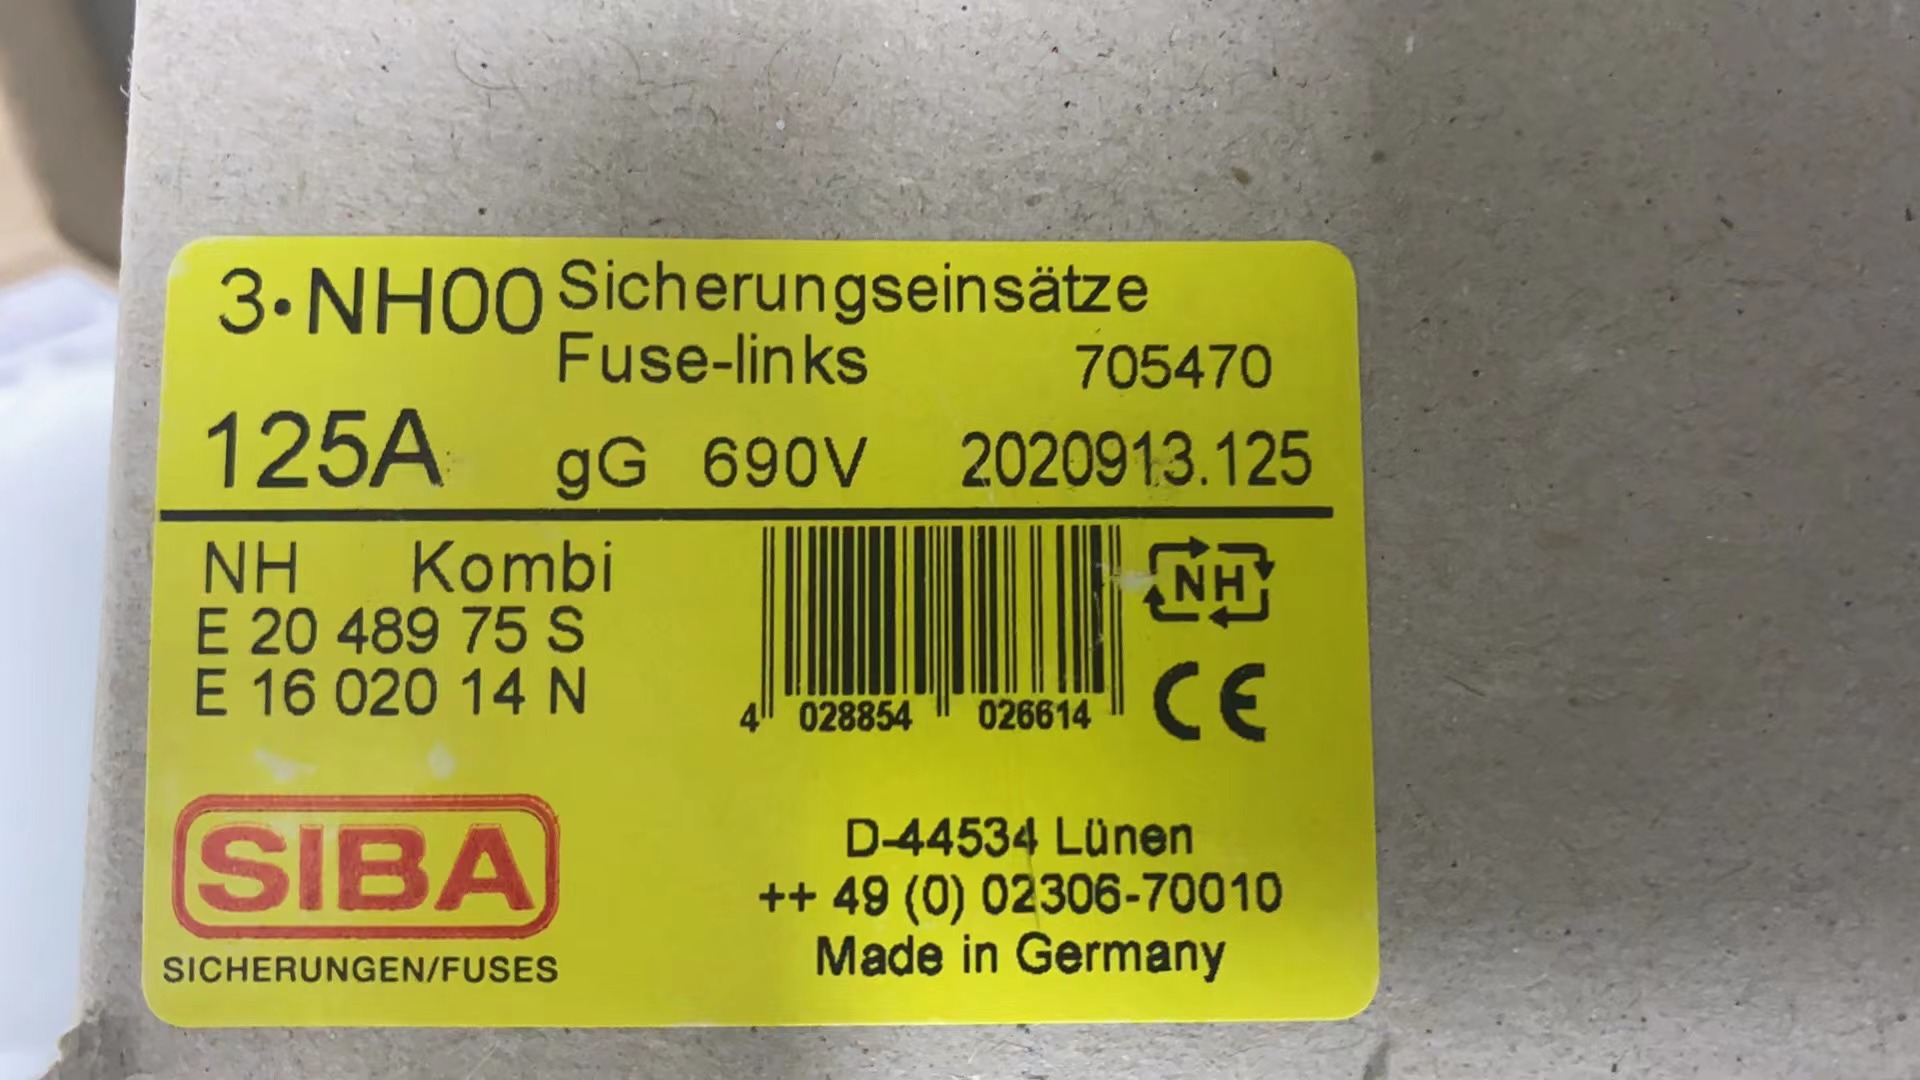 3·NH00 Sicherungseinsätze
Fuse-links 705470
125A gG 690V 2020913.125
NH Kombi
E 20 489 75 S
E 16 020 14 N
4 028854 026614
NH
CE
SIBA
SICHERUNGEN/FUSES
D-44534 Lünen
++ 49 (0) 02306-70010
Made in Germany